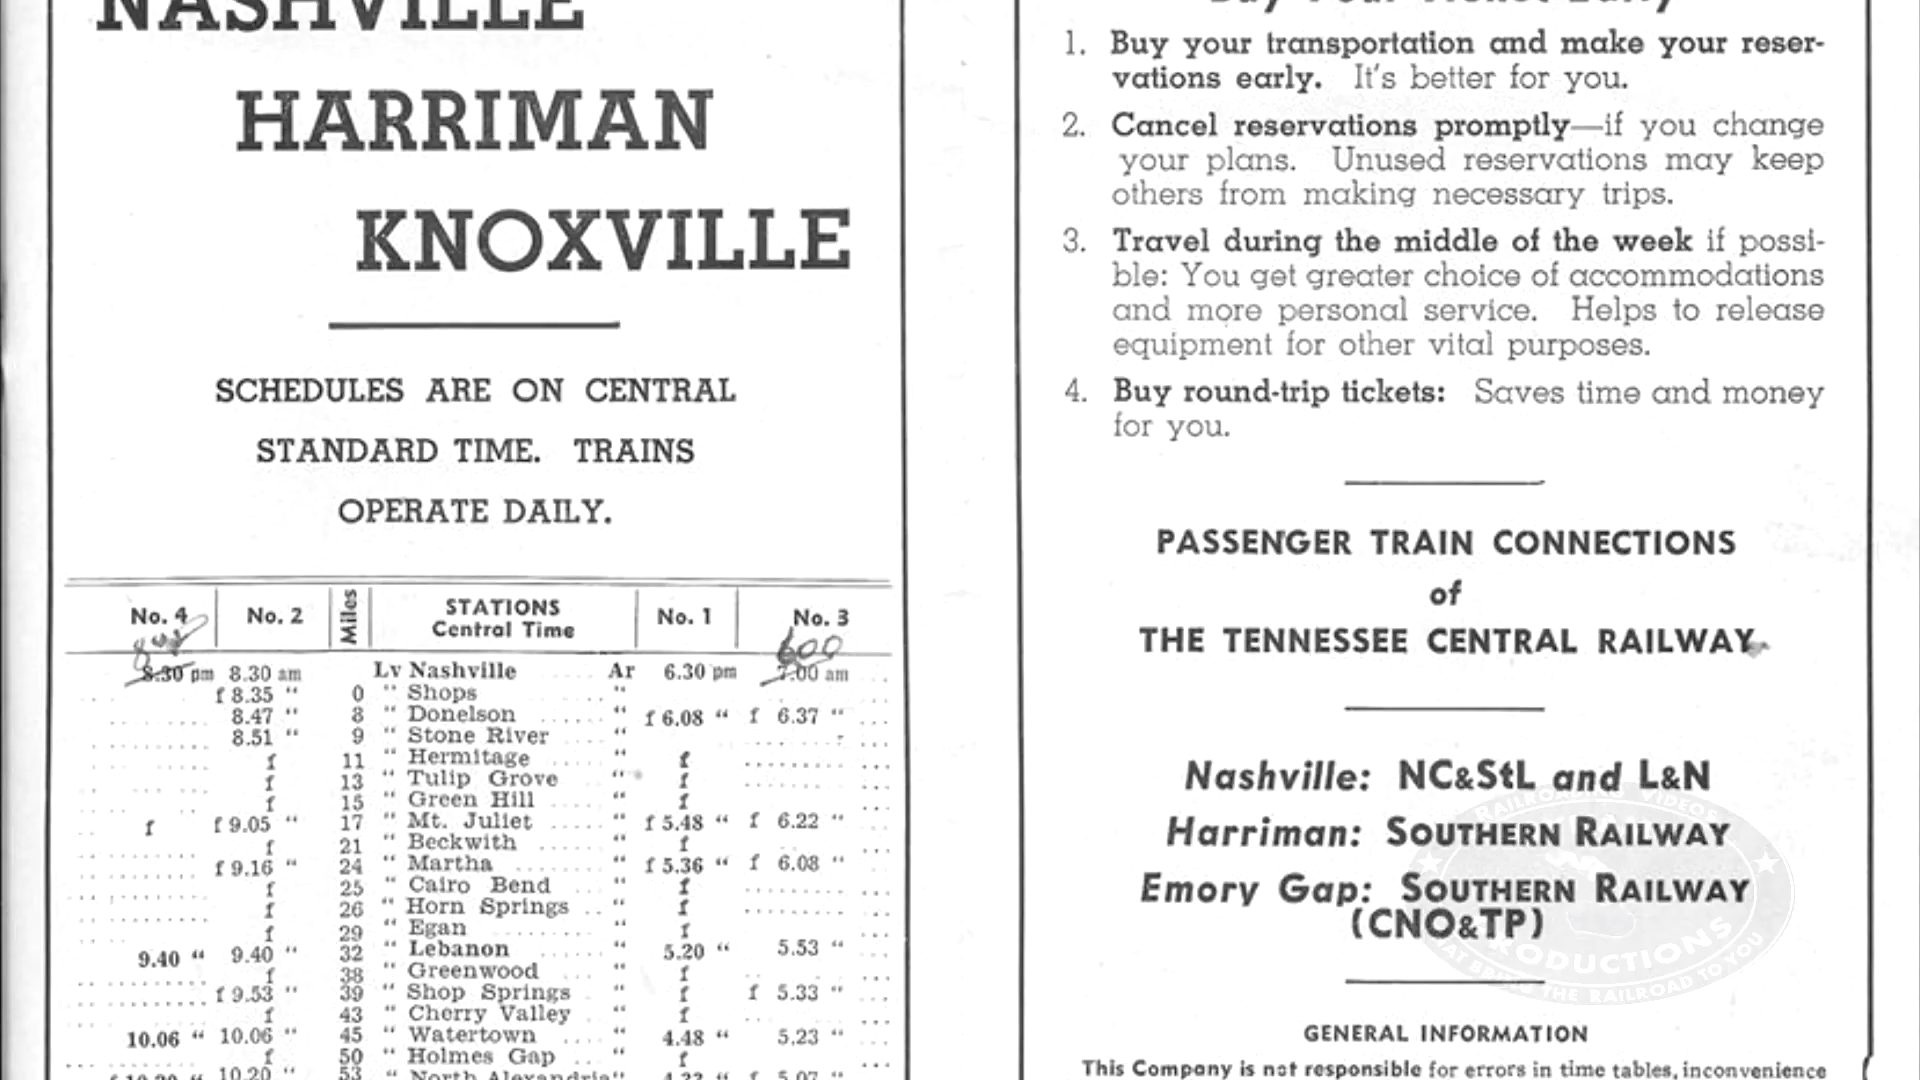 NASHVILLE
HARRIMAN
KNOXVILLE
SCHEDULES ARE ON CENTRAL
STANDARD TIME. TRAINS
OPERATE DAILY.
No. 4 No. 2 Miles STATIONS Central Time No. 1 No. 3
600
8.30 pm 8.30 am Lv Nashville Ar 6.30 pm 7.00 am
f 8.35 " 0 " Shops "
8.47 " 8 " Donelson " f 6.08 " f 6.37 "
8.51 " 9 " Stone River "
f 11 " Hermitage " f
f 13 " Tulip Grove " f
f 15 " Green Hill " f
f f 9.05 " 17 " Mt. Juliet " f 5.48 " f 6.22 "
f 21 " Beckwith " f
f 9.16 " 24 " Martha " f 5.36 " f 6.08 "
f 25 " Cairo Bend " f
f 26 " Horn Springs " f
f 29 " Egan " f
9.40 " 9.40 " 32 " Lebanon " 5.20 " 5.53 "
f 38 " Greenwood " f
f 9.53 " 39 " Shop Springs " f f 5.33 "
f 43 " Cherry Valley " f
10.06 " 10.06 " 45 " Watertown " 4.48 " 5.23 "
f 50 " Holmes Gap " f
10.20 " 53 " North Alexandria "
Buy Your Ticket Early
1. Buy your transportation and make your reser-
vations early. It's better for you.
2. Cancel reservations promptly—if you change
your plans. Unused reservations may keep
others from making necessary trips.
3. Travel during the middle of the week if possi-
ble: You get greater choice of accommodations
and more personal service. Helps to release
equipment for other vital purposes.
4. Buy round-trip tickets: Saves time and money
for you.
PASSENGER TRAIN CONNECTIONS
of
THE TENNESSEE CENTRAL RAILWAY
Nashville: NC&StL and L&N
Harriman: SOUTHERN RAILWAY
Emory Gap: SOUTHERN RAILWAY
(CNO&TP)
GENERAL INFORMATION
This Company is not responsible for errors in time tables, inconvenience